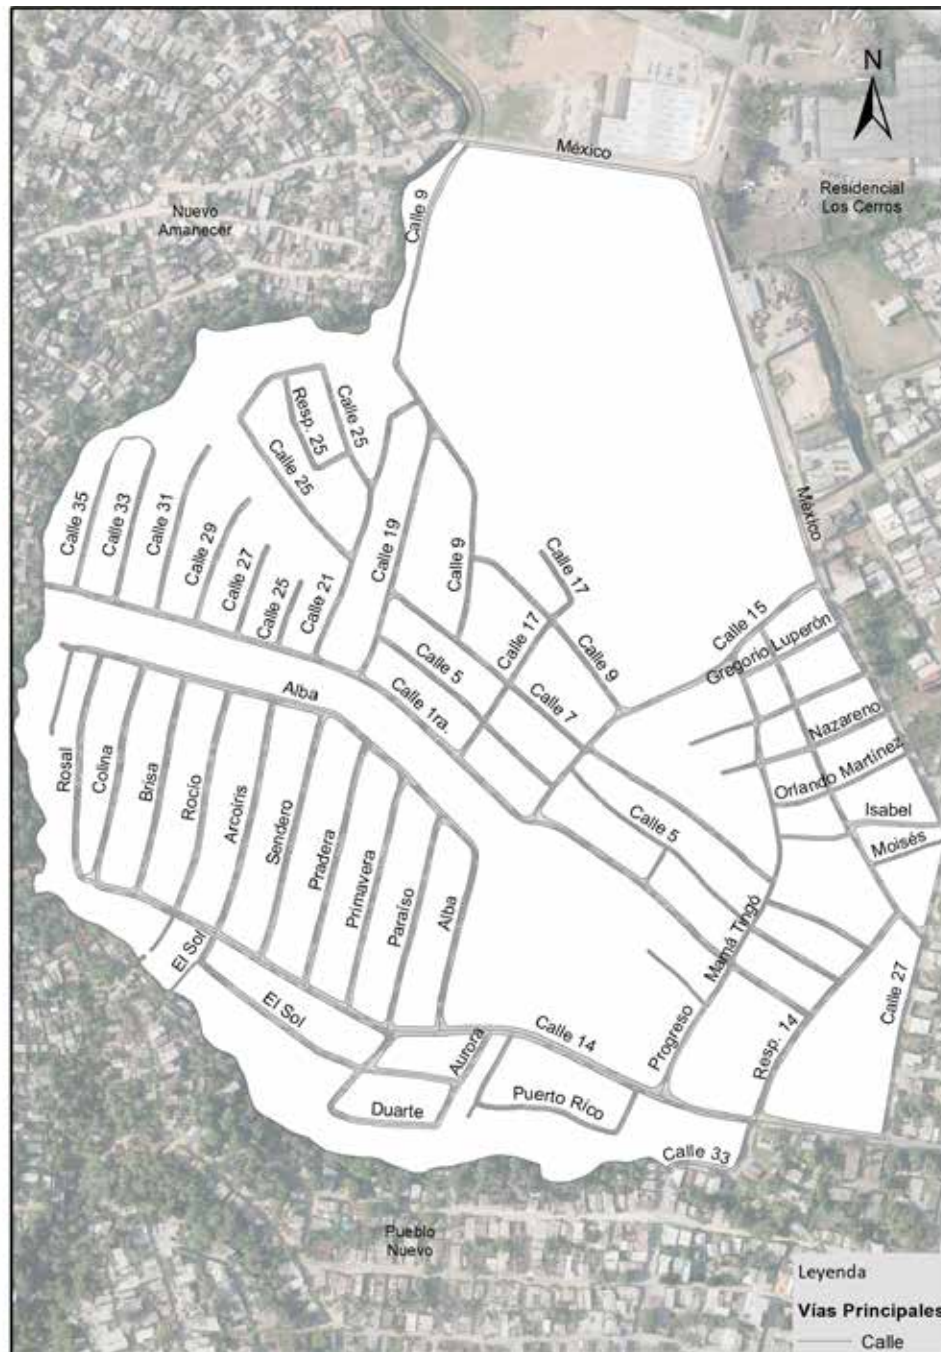 N
México
Residencial
Los Cerros
Calle 9
Nuevo
Amanecer
Calle 25
Resp. 25
Calle 25
Calle 35
Calle 33
Calle 31
Calle 29
Calle 27
Calle 25
Calle 21
Calle 19
Calle 9
Calle 17
Calle 17
México
Calle 15
Gregorio Luperón
Calle 5
Calle 9
Calle 1ra.
Calle 7
Alba
Nazareno
Orlando Martínez
Isabel
Moisés
Rosal
Colina
Brisa
Rocío
Arcoíris
Sendero
Pradera
Primavera
Paraíso
Alba
Calle 5
Mamá Tingó
El Sol
El Sol
Calle 27
Calle 14
Aurora
Progreso
Resp. 14
Duarte
Puerto Rico
Calle 33
Pueblo
Nuevo
Leyenda
Vías Principales
Calle